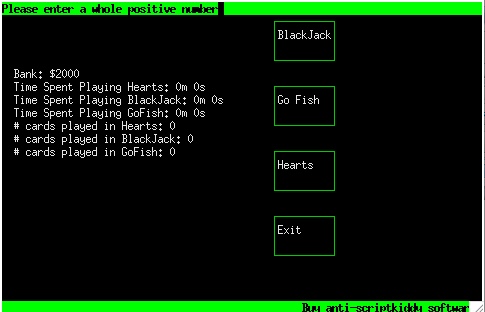 Please enter a whole positive number
BlackJack
Bank: $2000
Time Spent Playing Hearts: 0m 0s
Time Spent Playing BlackJack: 0m 0s
Go Fish
Time Spent Playing GoFish: 0m 0s
# cards played in Hearts: 0
# cards played in BlackJack: 0
# cards played in GoFish: 0
Hearts
Exit
Buy anti-scriptkiddy softwar